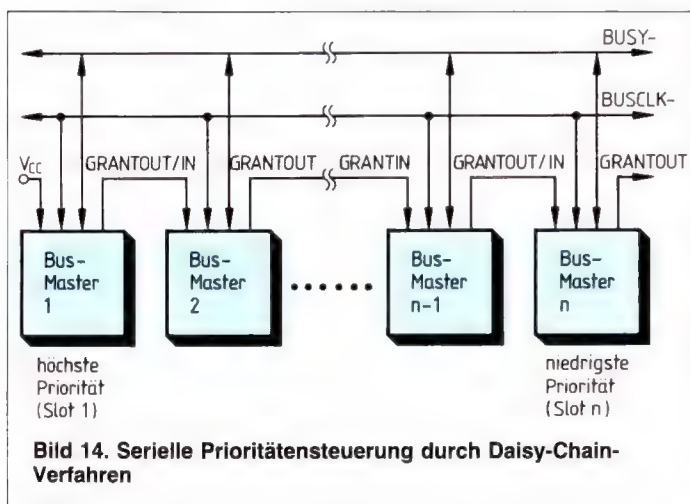 BUSY-
BUSCLK-
VCC
GRANTOUT/IN
GRANTOUT
GRANTIN
GRANTOUT/IN
GRANTOUT
Bus-
Master
1
Bus-
Master
2
Bus-
Master
n-1
Bus-
Master
n
höchste
Priorität
(Slot 1)
niedrigste
Priorität
(Slot n)
Bild 14. Serielle Prioritätensteuerung durch Daisy-Chain-
Verfahren